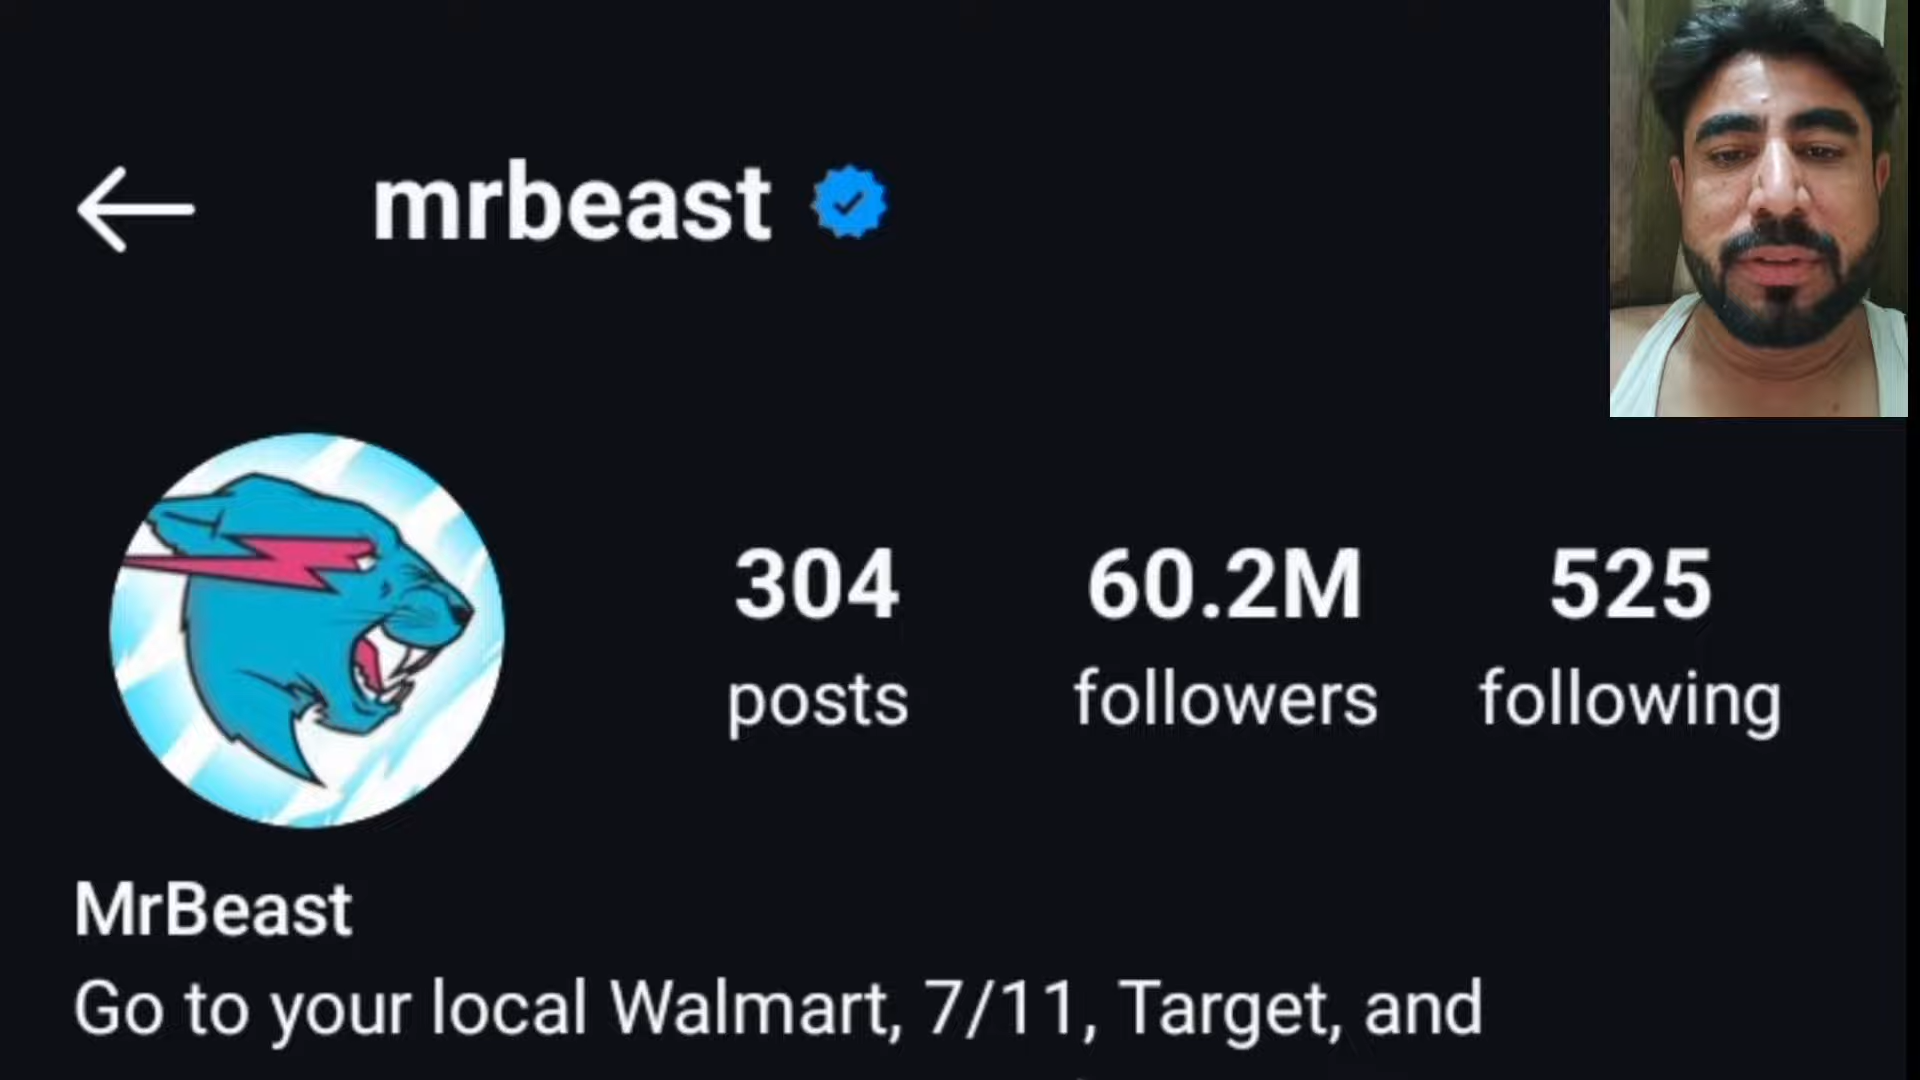 mrbeast
304 60.2M 525
posts followers following
MrBeast
Go to your local Walmart, 7/11, Target, and